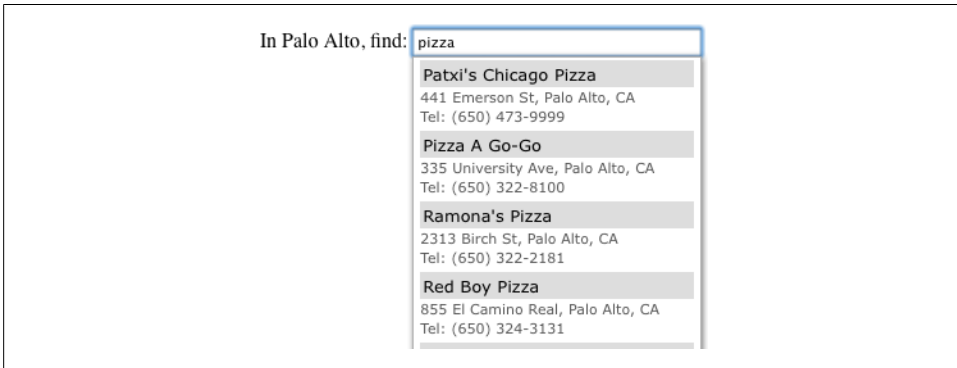 In Palo Alto, find: pizza
Patxi's Chicago Pizza
441 Emerson St, Palo Alto, CA
Tel: (650) 473-9999
Pizza A Go-Go
335 University Ave, Palo Alto, CA
Tel: (650) 322-8100
Ramona's Pizza
2313 Birch St, Palo Alto, CA
Tel: (650) 322-2181
Red Boy Pizza
855 El Camino Real, Palo Alto, CA
Tel: (650) 324-3131